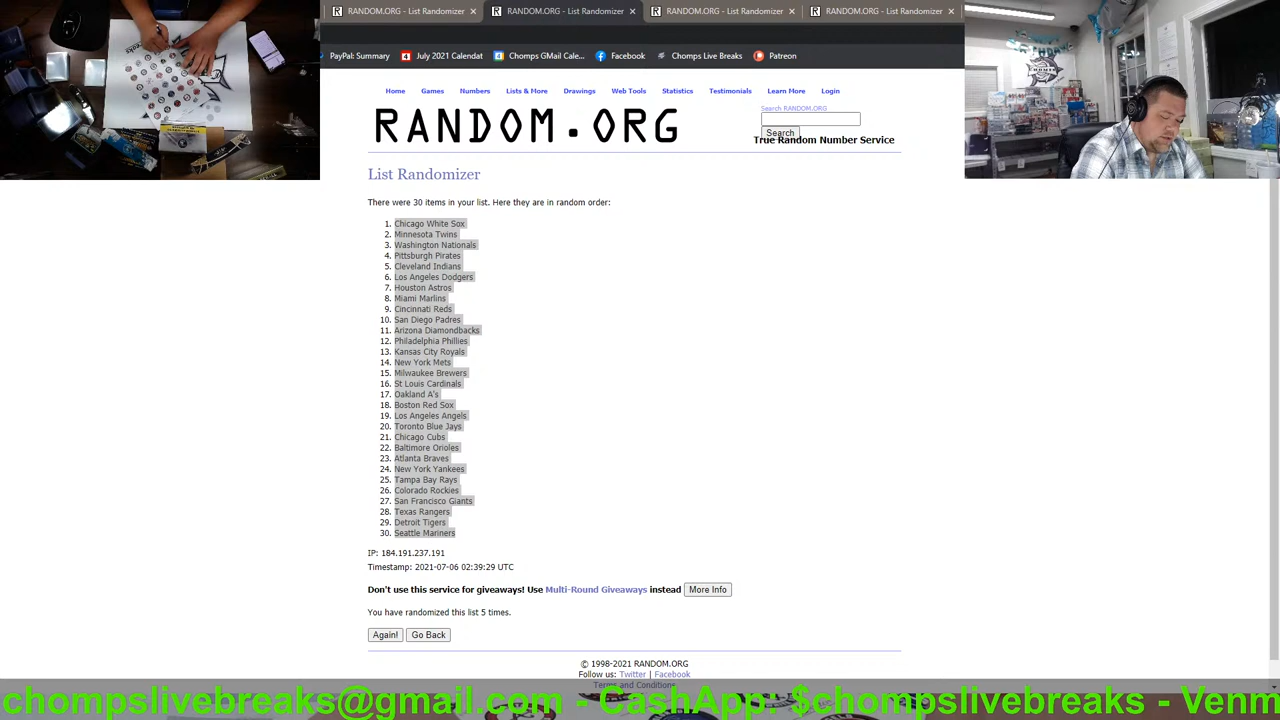 RANDOM.ORG - List Randomizer
RANDOM.ORG - List Randomizer
RANDOM.ORG - List Randomizer
RANDOM.ORG - List Randomizer
PayPal: Summary
July 2021 Calendat
Chomps GMail Cale...
Facebook
Chomps Live Breaks
Patreon
Home
Games
Numbers
Lists & More
Drawings
Web Tools
Statistics
Testimonials
Learn More
Login
RANDOM.ORG
Search RANDOM.ORG
Search
True Random Number Service
List Randomizer
There were 30 items in your list. Here they are in random order:
1. Chicago White Sox
2. Minnesota Twins
3. Washington Nationals
4. Pittsburgh Pirates
5. Cleveland Indians
6. Los Angeles Dodgers
7. Houston Astros
8. Miami Marlins
9. Cincinnati Reds
10. San Diego Padres
11. Arizona Diamondbacks
12. Philadelphia Phillies
13. Kansas City Royals
14. New York Mets
15. Milwaukee Brewers
16. St Louis Cardinals
17. Oakland A's
18. Boston Red Sox
19. Los Angeles Angels
20. Toronto Blue Jays
21. Chicago Cubs
22. Baltimore Orioles
23. Atlanta Braves
24. New York Yankees
25. Tampa Bay Rays
26. Colorado Rockies
27. San Francisco Giants
28. Texas Rangers
29. Detroit Tigers
30. Seattle Mariners
IP: 184.191.237.191
Timestamp: 2021-07-06 02:39:29 UTC
Don't use this service for giveaways! Use Multi-Round Giveaways instead More Info
You have randomized this list 5 times.
Again! Go Back
© 1998-2021 RANDOM.ORG
Follow us: Twitter | Facebook
Terms and Conditions
chompslivebreaks@gmail.com - CashApp: $chompslivebreaks - Venm